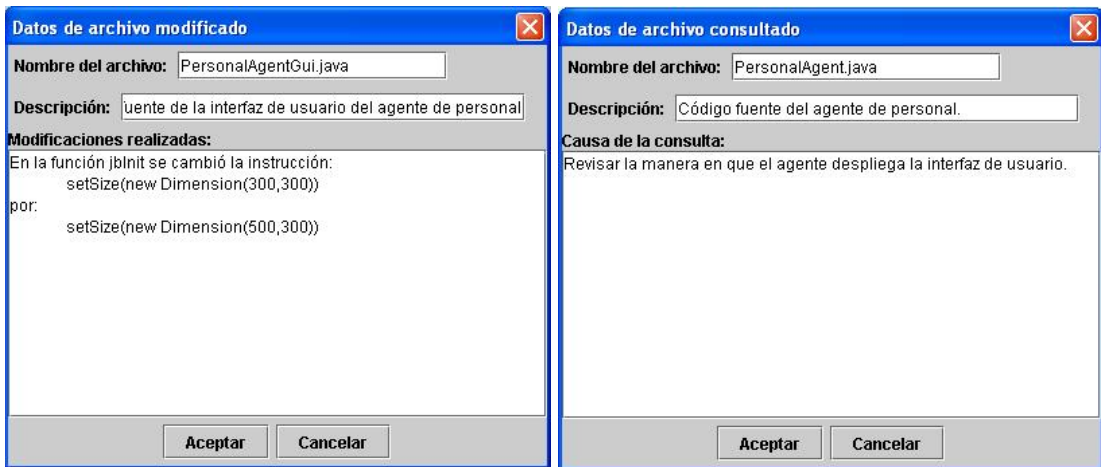 Datos de archivo modificado
Nombre del archivo: PersonalAgentGui.java
Descripción: fuente de la interfaz de usuario del agente de personal
Modificaciones realizadas:
En la función jbInit se cambió la instrucción:
setSize(new Dimension(300,300))
por:
setSize(new Dimension(500,300))
Aceptar Cancelar
Datos de archivo consultado
Nombre del archivo: PersonalAgent.java
Descripción: Código fuente del agente de personal.
Causa de la consulta:
Revisar la manera en que el agente despliega la interfaz de usuario.
Aceptar Cancelar